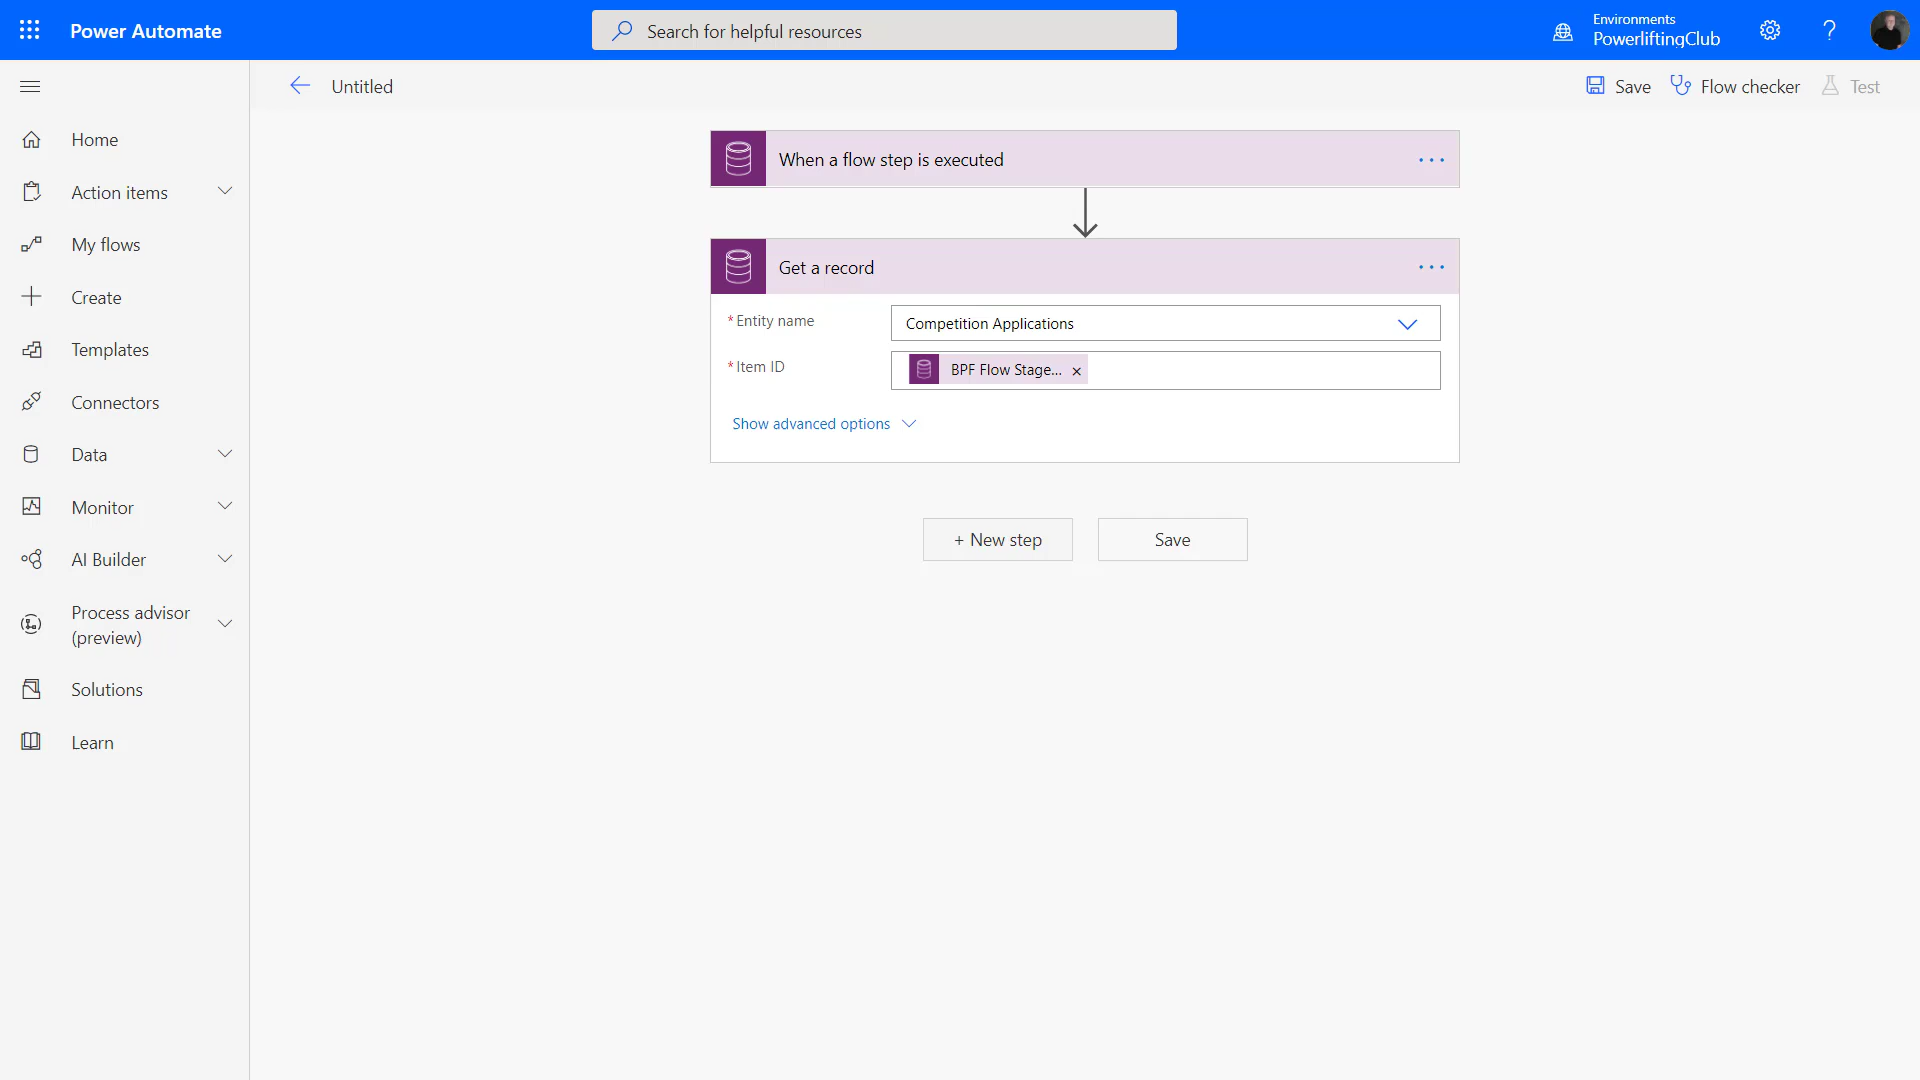 Power Automate
Search for helpful resources
Environments
PowerliftingClub
Untitled
Save
Flow checker
Test
Home
Action items
My flows
Create
Templates
Connectors
Data
Monitor
AI Builder
Process advisor
(preview)
Solutions
Learn
When a flow step is executed
Get a record
* Entity name
Competition Applications
* Item ID
BPF Flow Stage...
Show advanced options
+ New step
Save